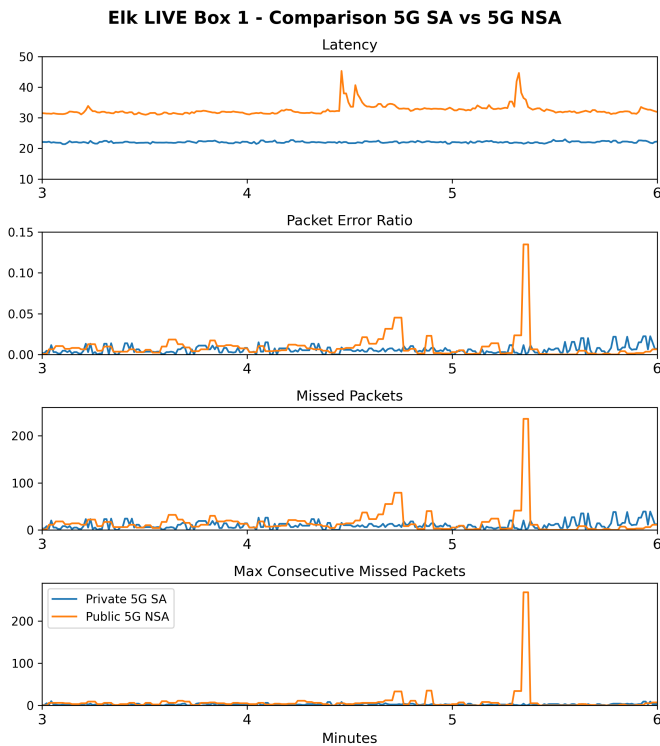 Elk LIVE Box 1 - Comparison 5G SA vs 5G NSA
Latency
50
40
30
20
10
3 4 5 6
Packet Error Ratio
0.15
0.10
0.05
0.00
3 4 5 6
Missed Packets
200
100
0
3 4 5 6
Max Consecutive Missed Packets
Private 5G SA
Public 5G NSA
200
100
0
3 4 5 6
Minutes